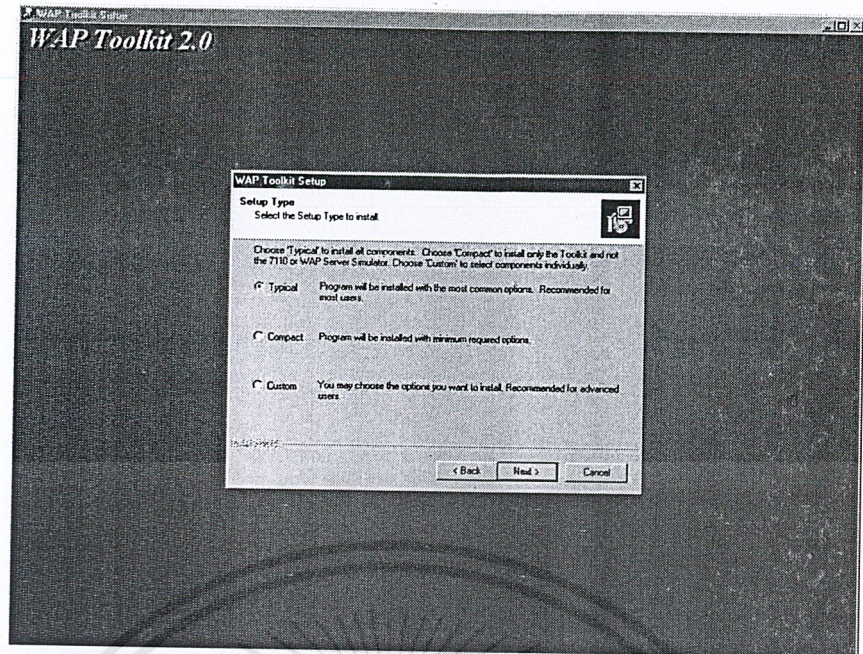 WAP Toolkit Setup
WAP Toolkit 2.0
WAP Toolkit Setup
Setup Type
Select the Setup Type to install.
Choose 'Typical' to install all components. Choose 'Compact' to install only the Toolkit and not
the 7110 or WAP Server Simulator. Choose 'Custom' to select components individually.
Typical Program will be installed with the most common options. Recommended for
most users.
Compact Program will be installed with minimum required options.
Custom You may choose the options you want to install. Recommended for advanced
users.
InstallShield
< Back Next > Cancel